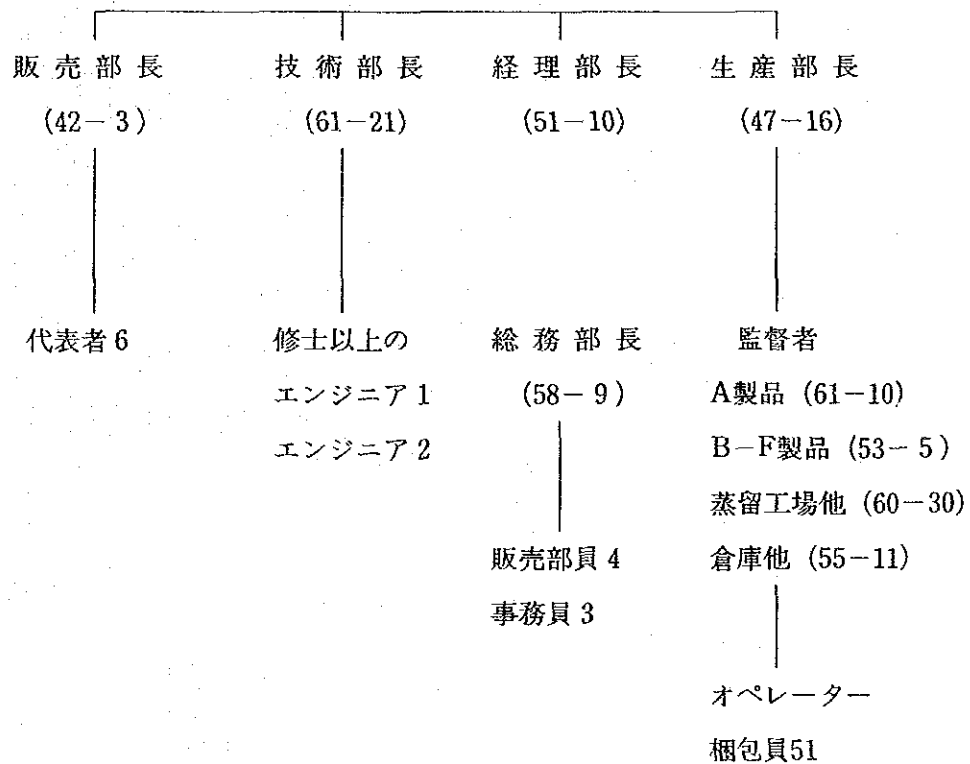 販売部長 技術部長 経理部長 生産部長
(42-3) (61-21) (51-10) (47-16)
代表者6 修士以上の 総務部長 監督者
エンジニア1 (58-9) A製品 (61-10)
エンジニア2 B-F製品 (53-5)
蒸留工場他 (60-30)
販売部員4 倉庫他 (55-11)
事務員3
オペレーター
梱包員51